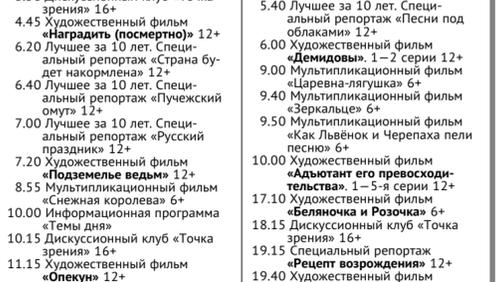 зрения» 16+
4.45 Художественный фильм
«Наградить (посмертно)» 12+
6.20 Лучшее за 10 лет. Специ-
альный репортаж «Страна бу-
дет накормлена» 12+
6.40 Лучшее за 10 лет. Специ-
альный репортаж «Пучежский
омут» 12+
7.00 Лучшее за 10 лет. Специ-
альный репортаж «Русский
праздник» 12+
7.20 Художественный фильм
«Подземелье ведьм» 12+
8.55 Мультипликационный фильм
«Снежная королева» 6+
10.00 Информационная программа
«Темы дня»
10.15 Дискуссионный клуб «Точка
зрения» 16+
11.15 Художественный фильм
«Опекун» 12+
5.40 Лучшее за 10 лет. Специ-
альный репортаж «Песни под
облаками» 12+
6.00 Художественный фильм
«Демидовы». 1—2 серии 12+
9.00 Мультипликационный фильм
«Царевна-лягушка» 6+
9.40 Мультипликационный фильм
«Зеркальце» 6+
9.50 Мультипликационный фильм
«Как Львёнок и Черепаха пели
песню» 6+
10.00 Художественный фильм
«Адъютант его превосходи-
тельства». 1—5-я серии 12+
17.10 Художественный фильм
«Беляночка и Розочка» 6+
18.15 Дискуссионный клуб «Точка
зрения» 16+
19.15 Специальный репортаж
«Рецепт возрождения» 12+
19.40 Художественный фильм